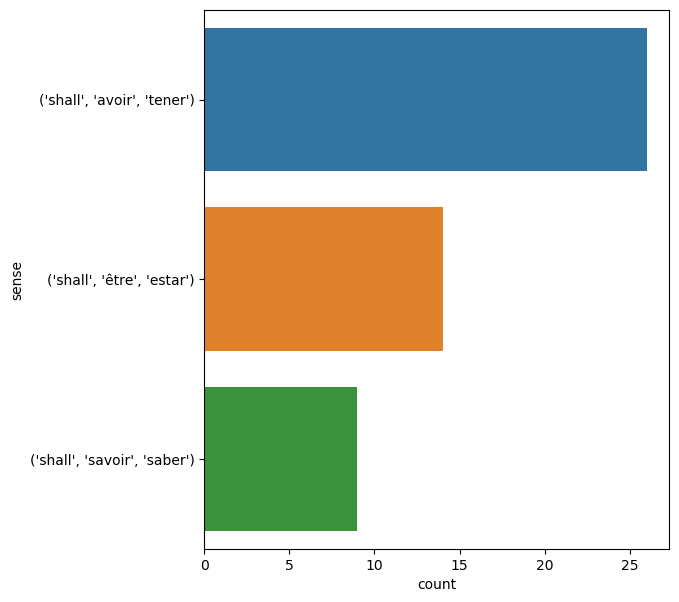 sense
('shall', 'avoir', 'tener')
('shall', 'être', 'estar')
('shall', 'savoir', 'saber')
0 5 10 15 20 25
count